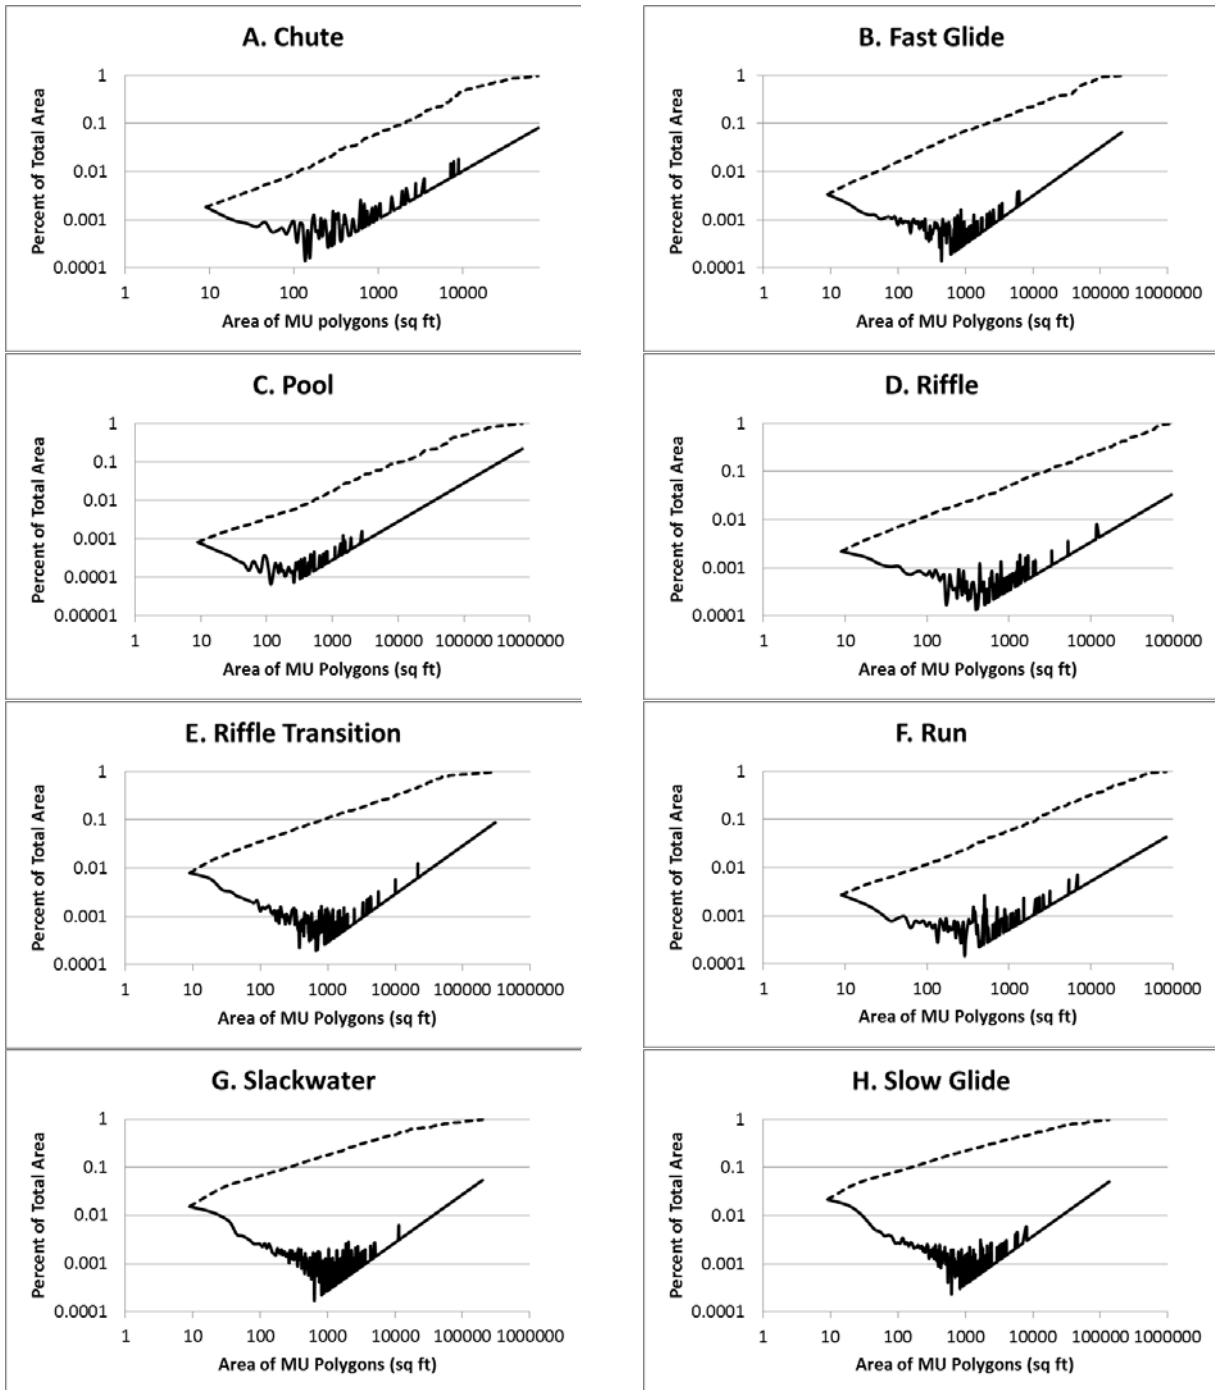 A. Chute
Percent of Total Area
1
0.1
0.01
0.001
0.0001
1 10 100 1000 10000
Area of MU polygons (sq ft)
B. Fast Glide
Percent of Total Area
1
0.1
0.01
0.001
0.0001
1 10 100 1000 10000 100000 1000000
Area of MU Polygons (sq ft)
C. Pool
Percent of Total Area
1
0.1
0.01
0.001
0.0001
0.00001
1 10 100 1000 10000 100000 1000000
Area of MU Polygons (sq ft)
D. Riffle
Percent of Total Area
1
0.1
0.01
0.001
0.0001
1 10 100 1000 10000 100000
Area of MU Polygons (sq ft)
E. Riffle Transition
Percent of Total Area
1
0.1
0.01
0.001
0.0001
1 10 100 1000 10000 100000 1000000
Area of MU Polygons (sq ft)
F. Run
Percent of Total Area
1
0.1
0.01
0.001
0.0001
1 10 100 1000 10000 100000
Area of MU Polygons (sq ft)
G. Slackwater
Percent of Total Area
1
0.1
0.01
0.001
0.0001
1 10 100 1000 10000 100000 1000000
Area of MU Polygons (sq ft)
H. Slow Glide
Percent of Total Area
1
0.1
0.01
0.001
0.0001
1 10 100 1000 10000 100000 1000000
Area of MU Polygons (sq ft)